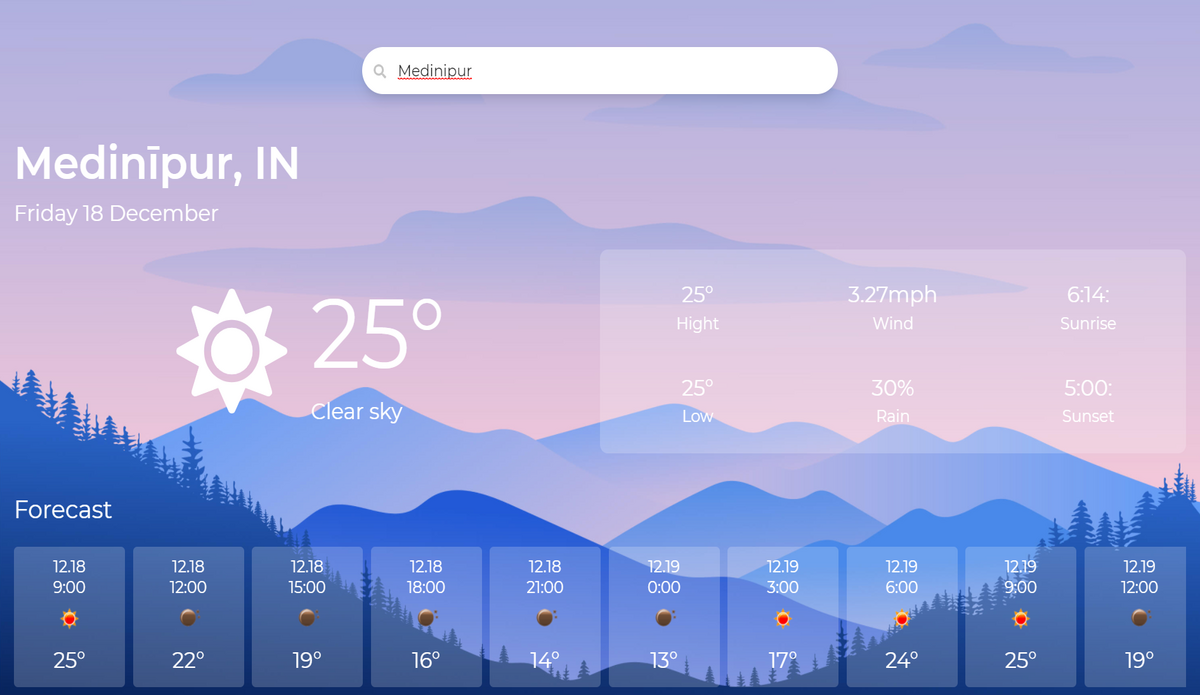 Medinipur
Medinīpur, IN
Friday 18 December
25°
Clear sky
25° 3.27mph 6:14:
Hight Wind Sunrise
25° 30% 5:00:
Low Rain Sunset
Forecast
12.18 12.18 12.18 12.18 12.18 12.19 12.19 12.19 12.19 12.19
9:00 12:00 15:00 18:00 21:00 0:00 3:00 6:00 9:00 12:00
25° 22° 19° 16° 14° 13° 17° 24° 25° 19°